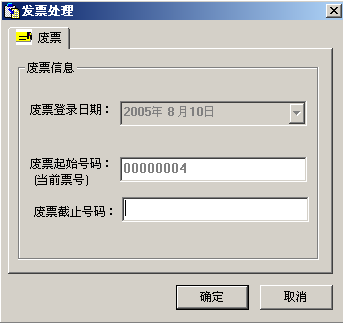 发票处理
废票
废票信息
废票登录日期： 2005年 8月10日
废票起始号码： 00000004
(当前票号)
废票截止号码：
确定 取消